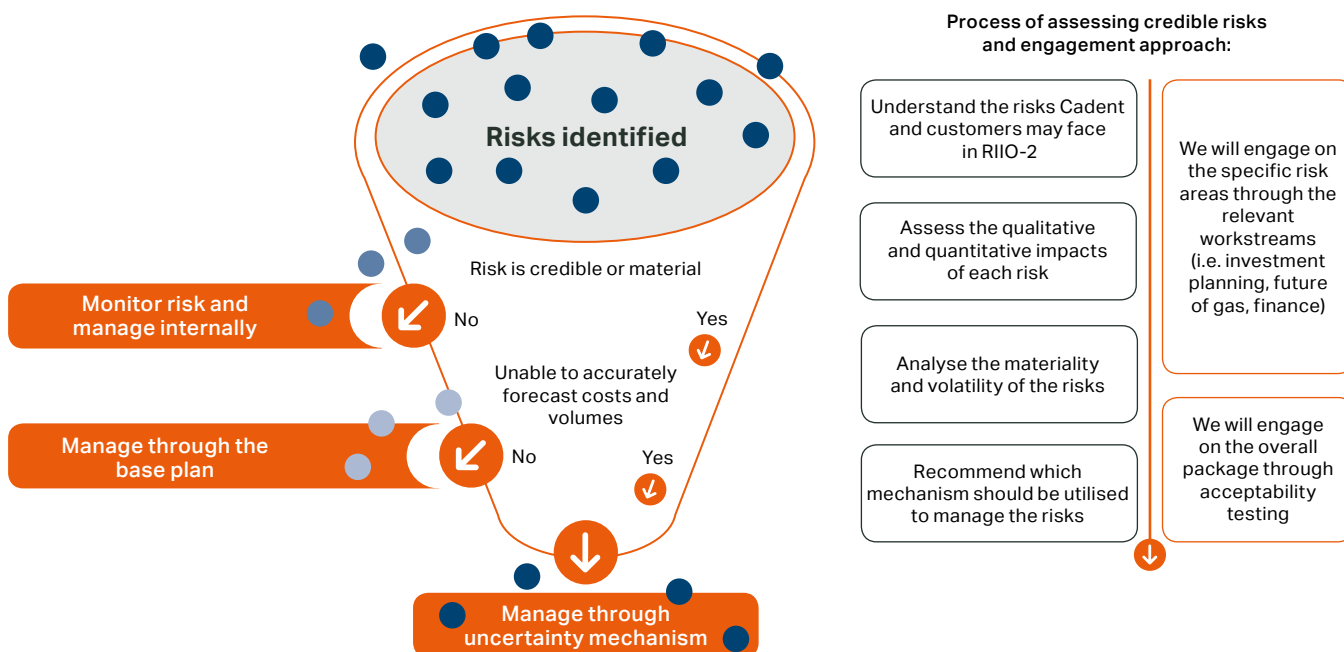 Risks identified
Risk is credible or material
Monitor risk and
manage internally
No
Yes
Unable to accurately
forecast costs and
volumes
Manage through the
base plan
No
Yes
Manage through
uncertainty mechanism
Process of assessing credible risks
and engagement approach:
Understand the risks Cadent
and customers may face
in RIIO-2
Assess the qualitative
and quantitative impacts
of each risk
Analyse the materiality
and volatility of the risks
Recommend which
mechanism should be utilised
to manage the risks
We will engage on
the specific risk
areas through the
relevant
workstreams
(i.e. investment
planning, future
of gas, finance)
We will engage
on the overall
package through
acceptability
testing